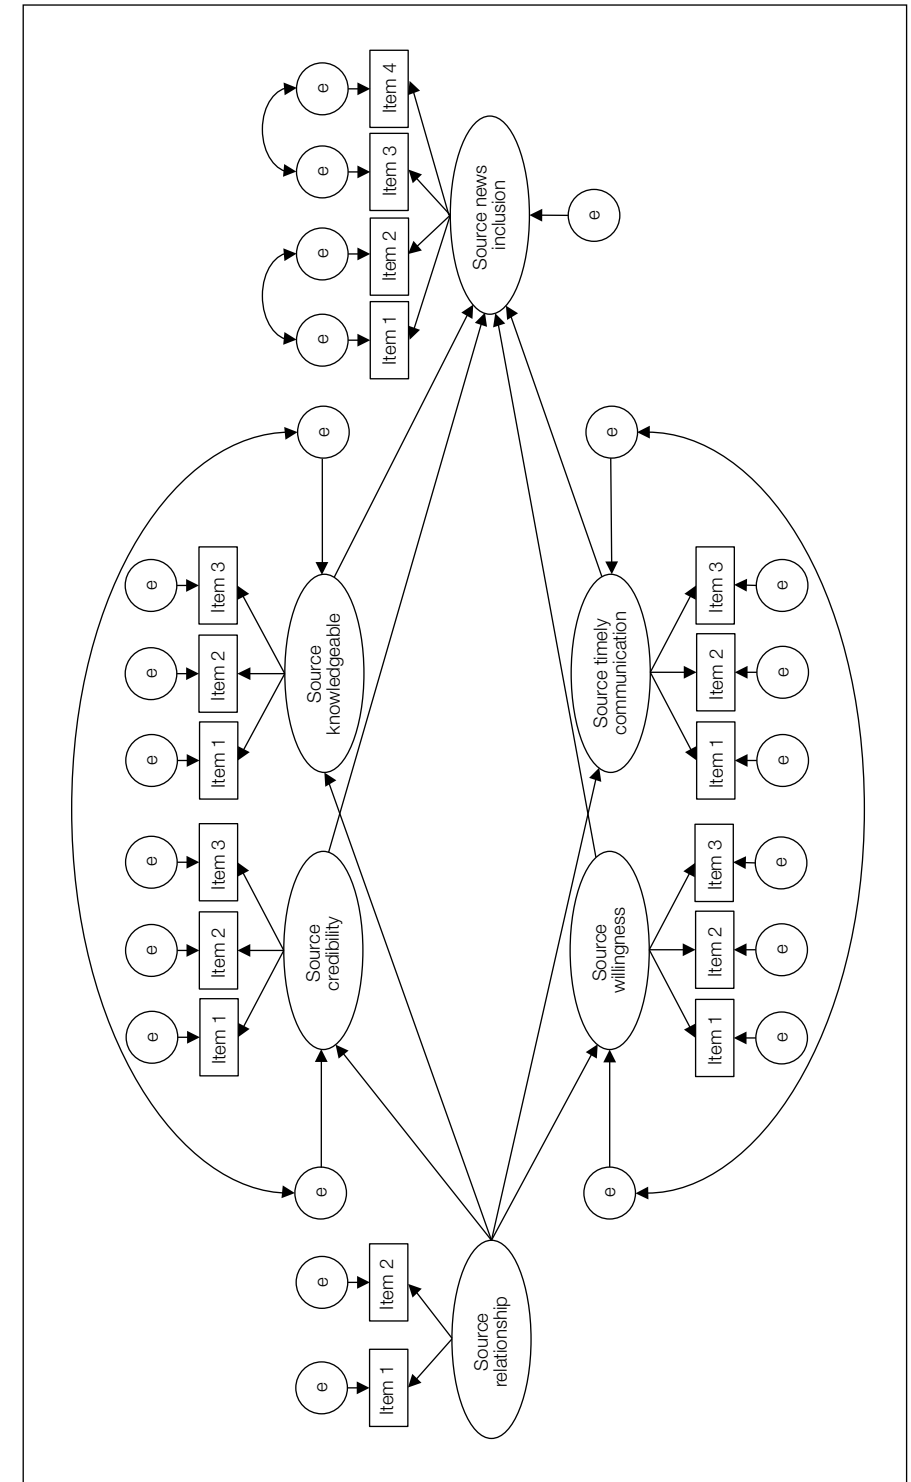 e
e
e
e
e
e
Item 1
Item 2
Item 3
Item 1
Item 2
Item 3
e
e
e
Source
credibility
Source
knowledgeable
e
e
e
e
e
Item 1
Item 2
Item 1
Item 2
Item 3
Item 4
Source
relationship
Source news
inclusion
e
e
Source
willingness
Source timely
communication
e
Item 1
Item 2
Item 3
Item 1
Item 2
Item 3
e
e
e
e
e
e